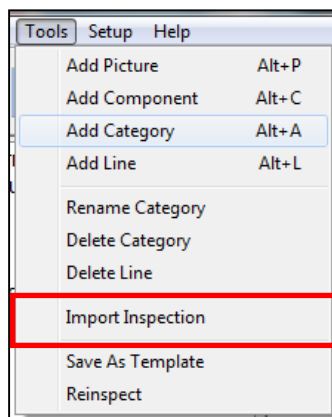 Tools Setup Help
Add Picture Alt+P
Add Component Alt+C
Add Category Alt+A
Add Line Alt+L
Rename Category
Delete Category
Delete Line
Import Inspection
Save As Template
Reinspect